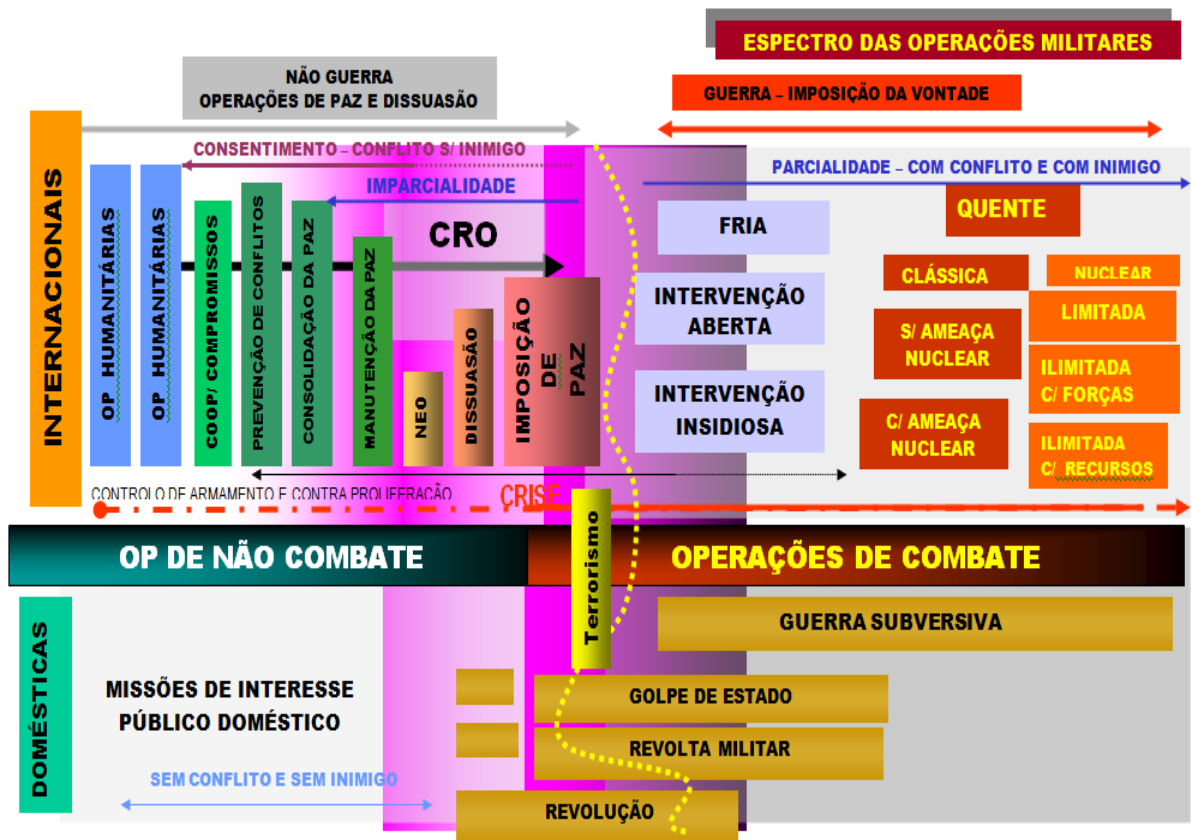 ESPECTRO DAS OPERAÇÕES MILITARES
NÃO GUERRA
OPERAÇÕES DE PAZ E DISSUASÃO
GUERRA – IMPOSIÇÃO DA VONTADE
INTERNACIONAIS
CONSENTIMENTO – CONFLITO S/ INIMIGO
IMPARCIALIDADE
PARCIALIDADE – COM CONFLITO E COM INIMIGO
CRO
OP HUMANITÁRIAS
OP HUMANITÁRIAS
COOP/ COMPROMISSOS
PREVENÇÃO DE CONFLITOS
CONSOLIDAÇÃO DA PAZ
MANUTENÇÃO DA PAZ
NEO
DISSUASÃO
IMPOSIÇÃO
DE
PAZ
FRIA
INTERVENÇÃO
ABERTA
INTERVENÇÃO
INSIDIOSA
QUENTE
CLÁSSICA
S/ AMEAÇA
NUCLEAR
C/ AMEAÇA
NUCLEAR
NUCLEAR
LIMITADA
ILIMITADA
C/ FORÇAS
ILIMITADA
C/ RECURSOS
CONTROLO DE ARMAMENTO E CONTRA PROLIFERAÇÃO
CRISE
OP DE NÃO COMBATE
OPERAÇÕES DE COMBATE
Terrorismo
DOMÉSTICAS
MISSÕES DE INTERESSE
PÚBLICO DOMÉSTICO
SEM CONFLITO E SEM INIMIGO
GUERRA SUBVERSIVA
GOLPE DE ESTADO
REVOLTA MILITAR
REVOLUÇÃO